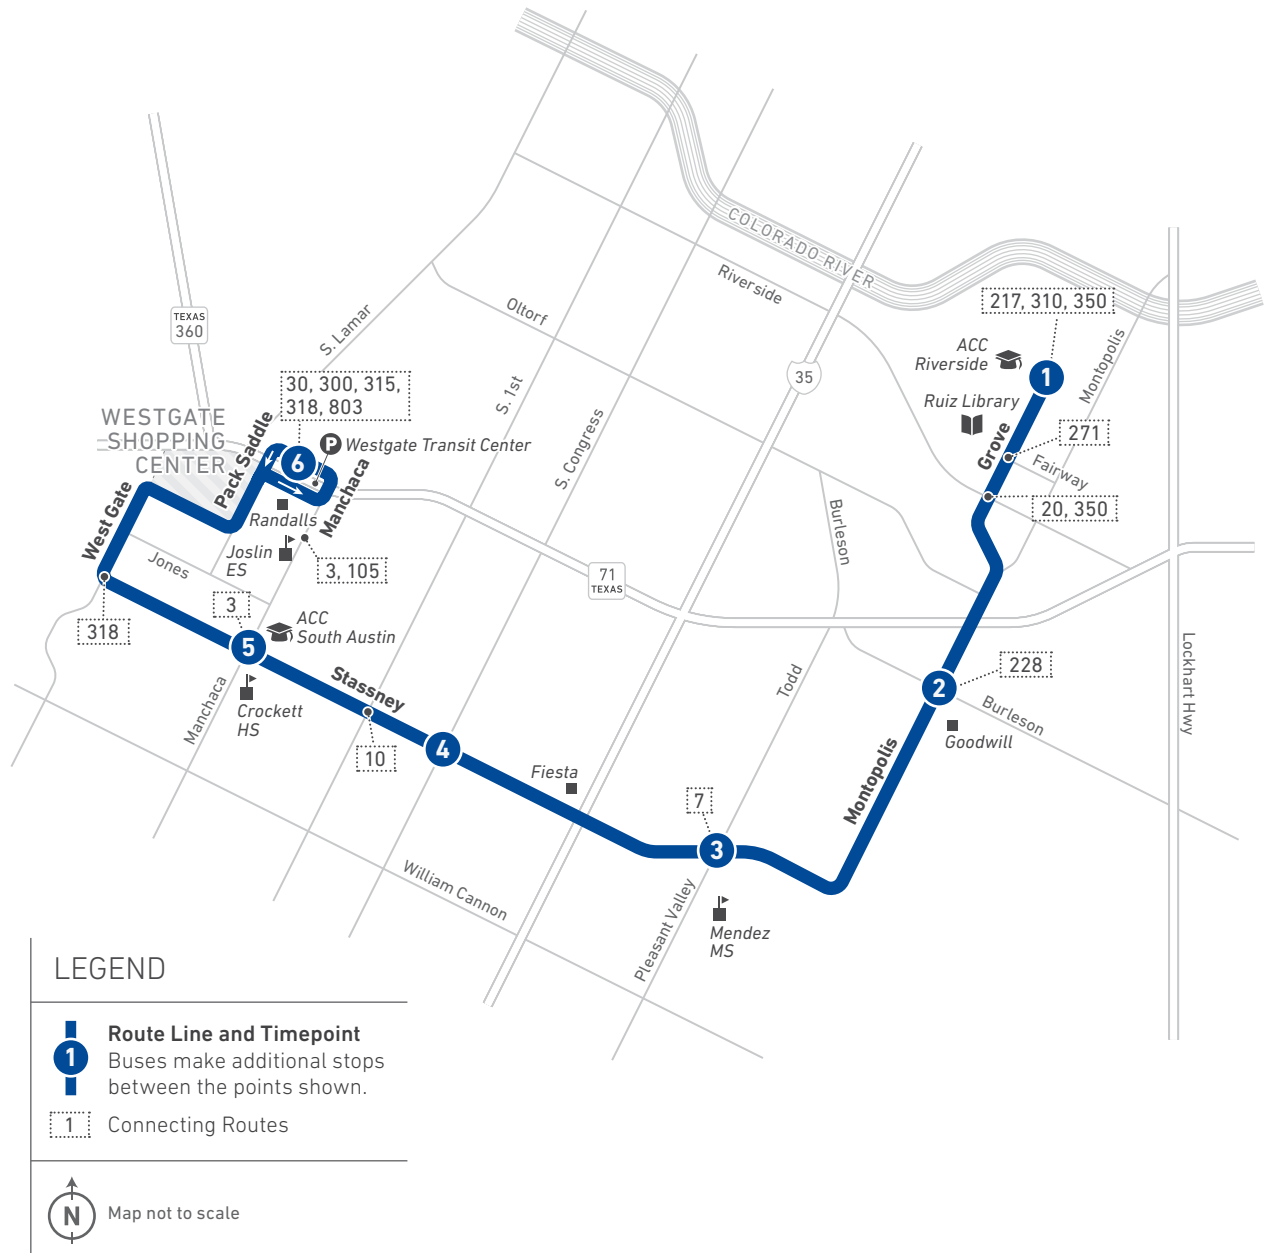 COLORADO RIVER
Riverside
217, 310, 350
TEXAS
360
S. Lamar
Oltorf
ACC
Riverside
1
Montopolis
35
S. 1st
30, 300, 315,
318, 803
Ruiz Library
WESTGATE
SHOPPING
CENTER
Pack Saddle
6
P
Westgate Transit Center
S. Congress
Grove
271
Fairway
20, 350
West Gate
Randalls
Manchaca
Burleson
Joslin
ES
Jones
3, 105
71
TEXAS
3
ACC
South Austin
318
5
Lockhart Hwy
Stassney
Todd
228
2
Manchaca
Crockett
HS
Burleson
Goodwill
10
4
Fiesta
Montopolis
7
3
William Cannon
Pleasant Valley
Mendez
MS
LEGEND
Route Line and Timepoint
1
Buses make additional stops
between the points shown.
1
Connecting Routes
N
Map not to scale